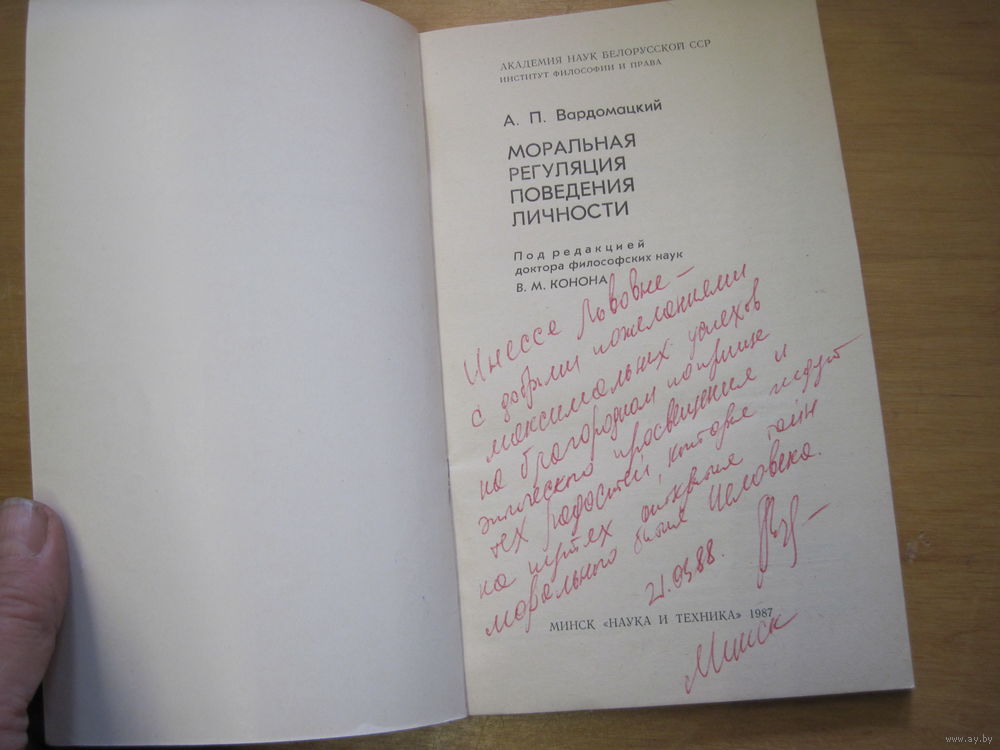 АКАДЕМИЯ НАУК БЕЛОРУССКОЙ ССР
ИНСТИТУТ ФИЛОСОФИИ И ПРАВА
А. П. Вардомацкий
МОРАЛЬНАЯ
РЕГУЛЯЦИЯ
ПОВЕДЕНИЯ
ЛИЧНОСТИ
Под редакцией
доктора философских наук
В. М. КОНОНА
Инессе Львовне –
с добрыми пожеланиями
максимальных успехов
на благородном поприще
этического просвещения и
тех радостей, которые ждут
на путях открытия тайн
морального бытия Человека.
21.09.88.
МИНСК «НАУКА И ТЕХНИКА» 1987
Минск
www.ay.by